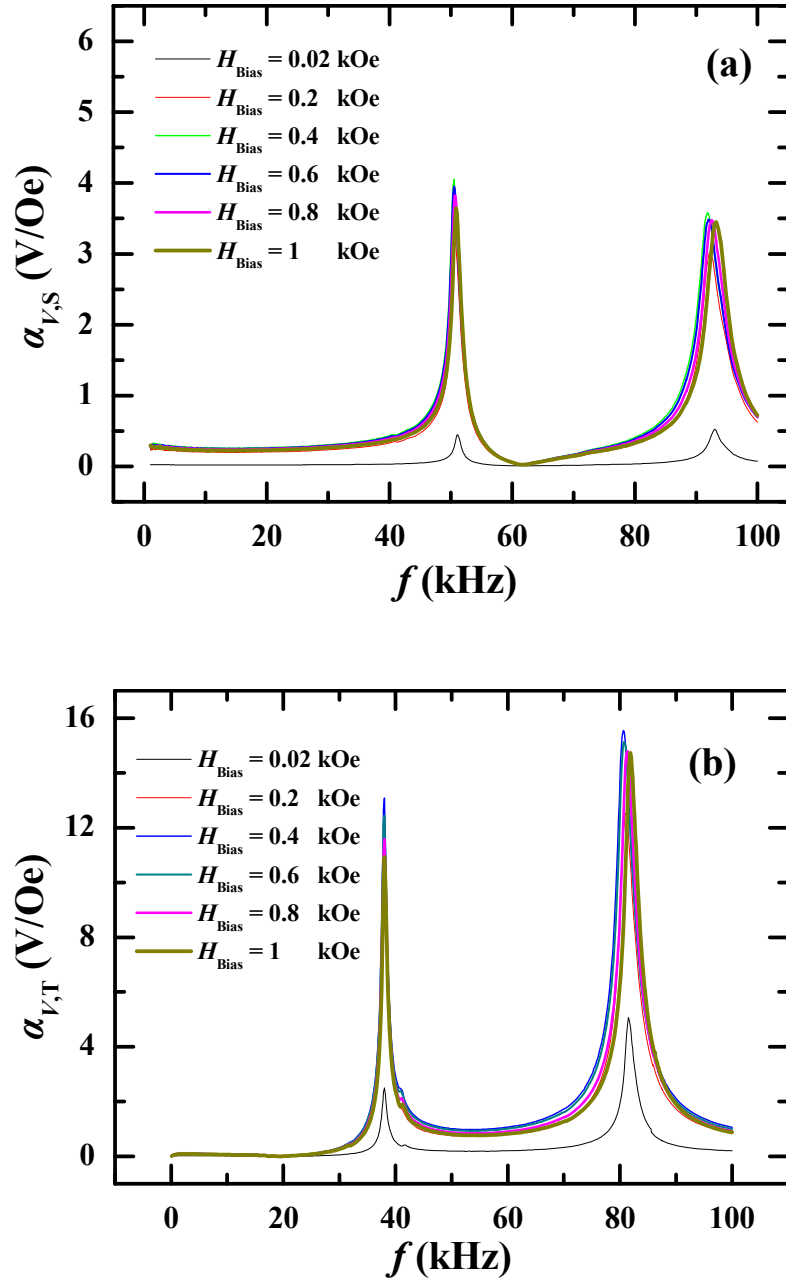 (a)
H_Bias = 0.02 kOe
H_Bias = 0.2 kOe
H_Bias = 0.4 kOe
H_Bias = 0.6 kOe
H_Bias = 0.8 kOe
H_Bias = 1 kOe
6
5
4
3
2
1
0
α_V,S (V/Oe)
0 20 40 60 80 100
f (kHz)
(b)
H_Bias = 0.02 kOe
H_Bias = 0.2 kOe
H_Bias = 0.4 kOe
H_Bias = 0.6 kOe
H_Bias = 0.8 kOe
H_Bias = 1 kOe
16
12
8
4
0
α_V,T (V/Oe)
0 20 40 60 80 100
f (kHz)